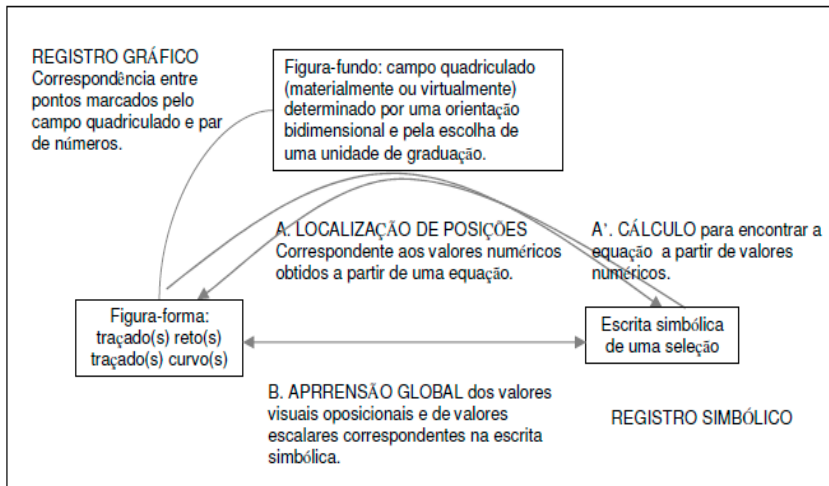 REGISTRO GRÁFICO
Correspondência entre
pontos marcados pelo
campo quadriculado e par
de números.
Figura-fundo: campo quadriculado
(materialmente ou virtualmente)
determinado por uma orientação
bidimensional e pela escolha de
uma unidade de graduação.
A. LOCALIZAÇÃO DE POSIÇÕES
Correspondente aos valores numéricos
obtidos a partir de uma equação.
A'. CÁLCULO para encontrar a
equação a partir de valores
numéricos.
Figura-forma:
traçado(s) reto(s)
traçado(s) curvo(s)
Escrita simbólica
de uma seleção
B. APRRENSÃO GLOBAL dos valores
visuais oposicionais e de valores
escalares correspondentes na escrita
simbólica.
REGISTRO SIMBÓLICO